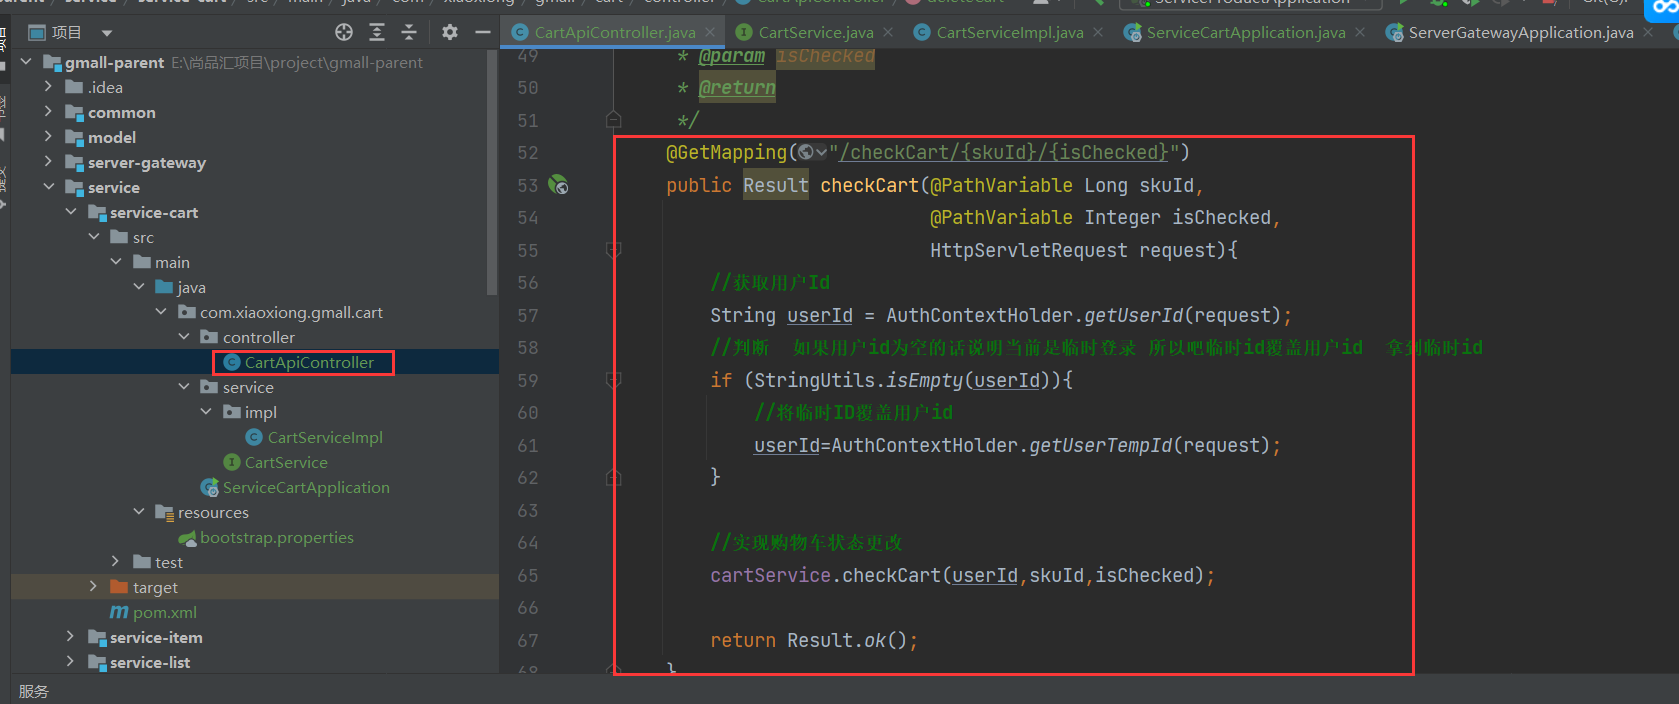 项目
gmall-parent E:\尚品汇项目\project\gmall-parent
.idea
common
model
server-gateway
service
service-cart
src
main
java
com.xiaoxiong.gmall.cart
controller
CartApiController
service
impl
CartServiceImpl
CartService
ServiceCartApplication
resources
bootstrap.properties
test
target
pom.xml
service-item
service-list
服务
CartApiController.java CartService.java CartServiceImpl.java ServiceCartApplication.java ServerGatewayApplication.java
49 * @param isChecked
50 * @return
51 */
52 @GetMapping("/checkCart/{skuId}/{isChecked}")
53 public Result checkCart(@PathVariable Long skuId,
54 @PathVariable Integer isChecked,
55 HttpServletRequest request){
56 //获取用户Id
57 String userId = AuthContextHolder.getUserId(request);
58 //判断 如果用户id为空的话说明当前是临时登录 所以吧临时id覆盖用户id 拿到临时id
59 if (StringUtils.isEmpty(userId)){
60 //将临时ID覆盖用户id
61 userId=AuthContextHolder.getUserTempId(request);
62 }
63
64 //实现购物车状态更改
65 cartService.checkCart(userId,skuId,isChecked);
66
67 return Result.ok();
68 }